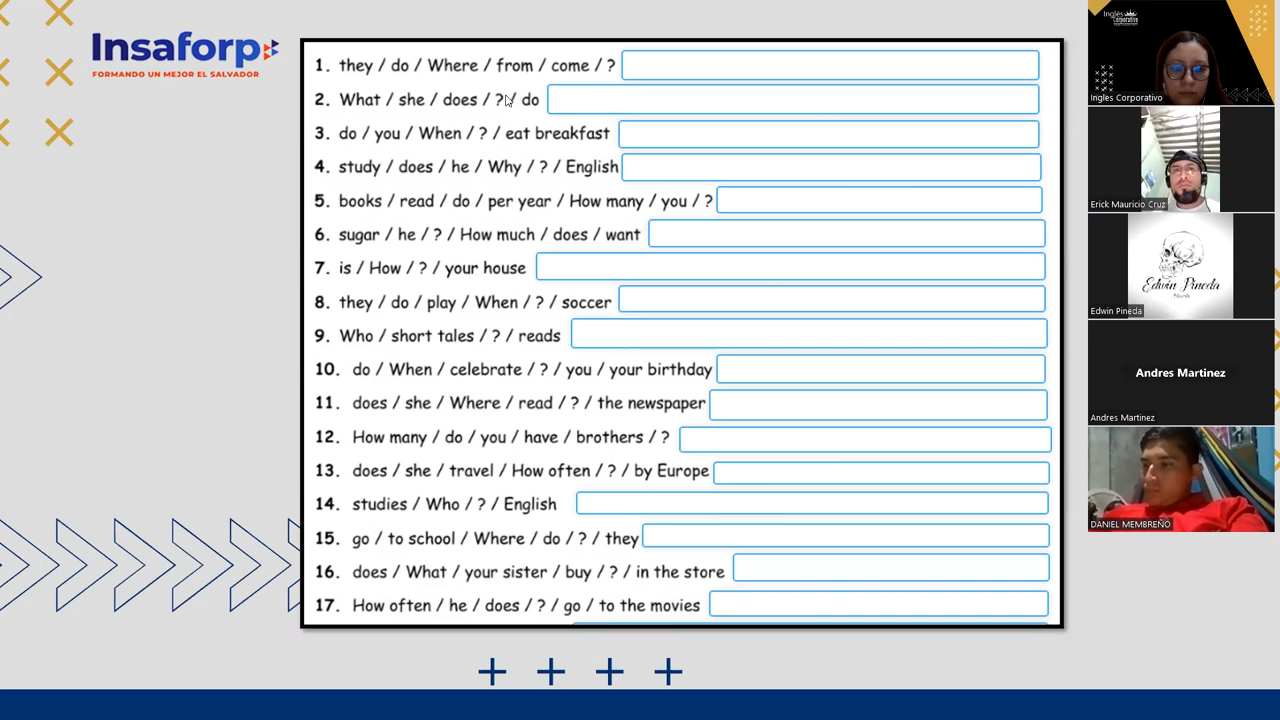 Insaforp
FORMANDO UN MEJOR EL SALVADOR
1. they / do / Where / from / come / ?
2. What / she / does / ? / do
3. do / you / When / ? / eat breakfast
4. study / does / he / Why / ? / English
5. books / read / do / per year / How many / you / ?
6. sugar / he / ? / How much / does / want
7. is / How / ? / your house
8. they / do / play / When / ? / soccer
9. Who / short tales / ? / reads
10. do / When / celebrate / ? / you / your birthday
11. does / she / Where / read / ? / the newspaper
12. How many / do / you / have / brothers / ?
13. does / she / travel / How often / ? / by Europe
14. studies / Who / ? / English
15. go / to school / Where / do / ? / they
16. does / What / your sister / buy / ? / in the store
17. How often / he / does / ? / go / to the movies
Inglés
Corporativo
Ingles Corporativo
Erick Mauricio Cruz
Edwin Pineda
Edwin Pineda
Andres Martinez
Andres Martinez
DANIEL MEMBREÑO